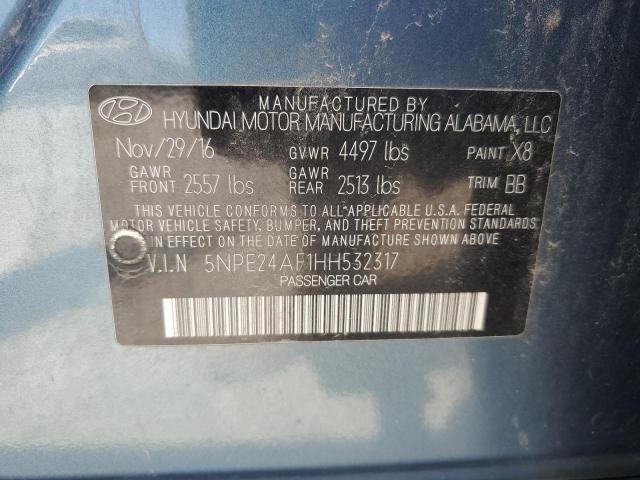 MANUFACTURED BY
HYUNDAI MOTOR MANUFACTURING ALABAMA, LLC
Nov/29/16 GVWR 4497 lbs PAINT X8
GAWR FRONT 2557 lbs GAWR REAR 2513 lbs TRIM BB
THIS VEHICLE CONFORMS TO ALL APPLICABLE U.S.A. FEDERAL
MOTOR VEHICLE SAFETY, BUMPER, AND THEFT PREVENTION STANDARDS
IN EFFECT ON THE DATE OF MANUFACTURE SHOWN ABOVE.
V.I.N 5NPE24AF1HH532317
PASSENGER CAR